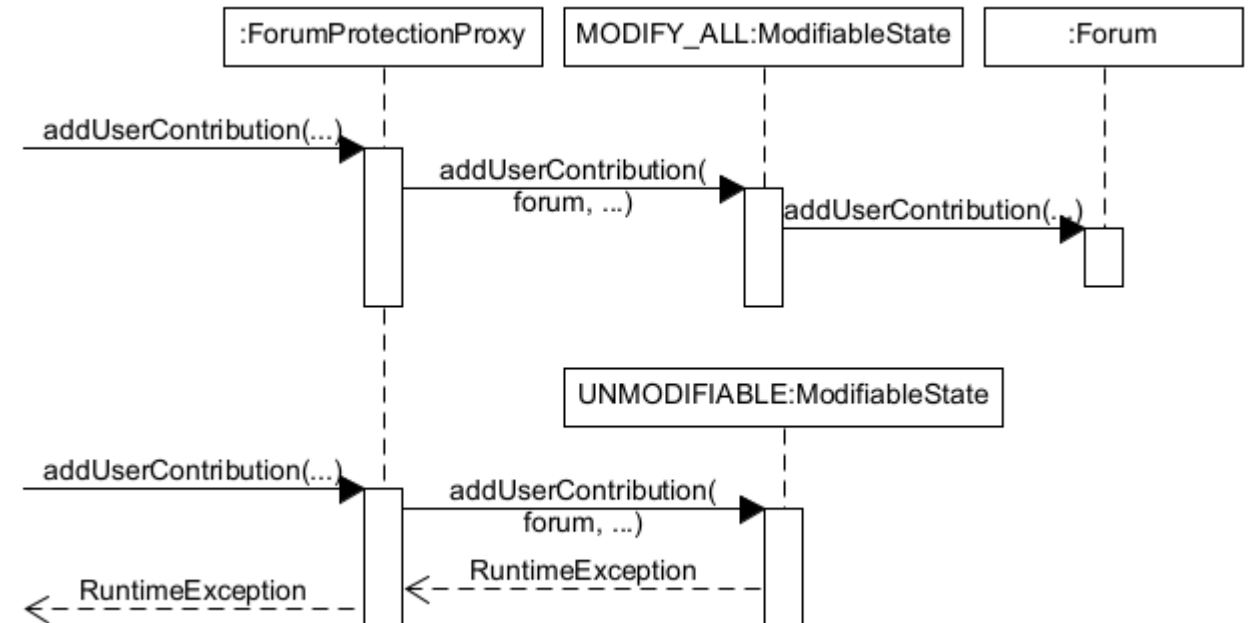 :ForumProtectionProxy
MODIFY_ALL:ModifiableState
:Forum
addUserContribution(...)
addUserContribution(
forum, ...)
addUserContribution(...)
UNMODIFIABLE:ModifiableState
addUserContribution(...)
addUserContribution(
forum, ...)
RuntimeException
RuntimeException